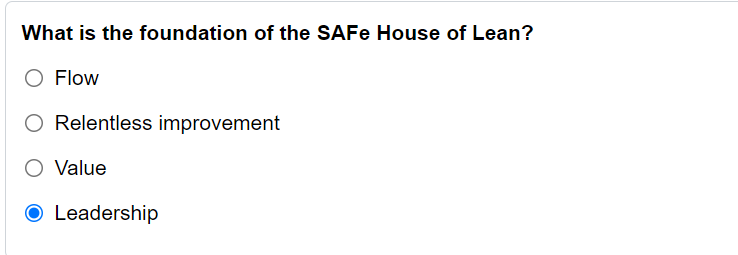 What is the foundation of the SAFe House of Lean?
Flow
Relentless improvement
Value
Leadership